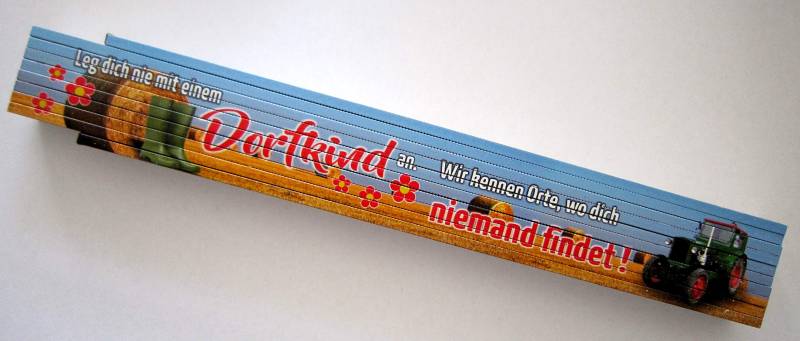 Leg dich nie mit einem
Dorfkind an.
Wir kennen Orte, wo dich
niemand findet!